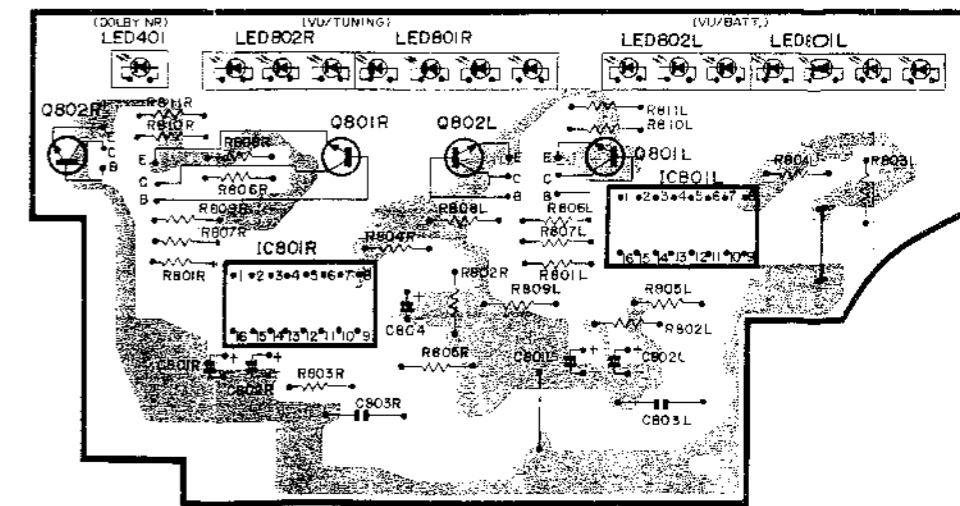 (DOLBY NR) (VU/TUNING) (VU/BATT.)
LED401 LED802R LED801R LED802L LED801L
Q802R R811R R811L
R810R Q801R Q802L R810L
E C B
R808R E E E Q801L R804L R803L
C C C IC801L
R806R
B B B 1 2 3 4 5 6 7 8
R809R R808L R806L
R807R R804R R807L
IC801R 16 15 14 13 12 11 10 9
R801R 1 2 3 4 5 6 7 8 R802R R801L
R809L R805L
C804
16 15 14 13 12 11 10 9 R802L
R805R
C801R + + C801L + + C802L
C802R R803R
C803R
C803L